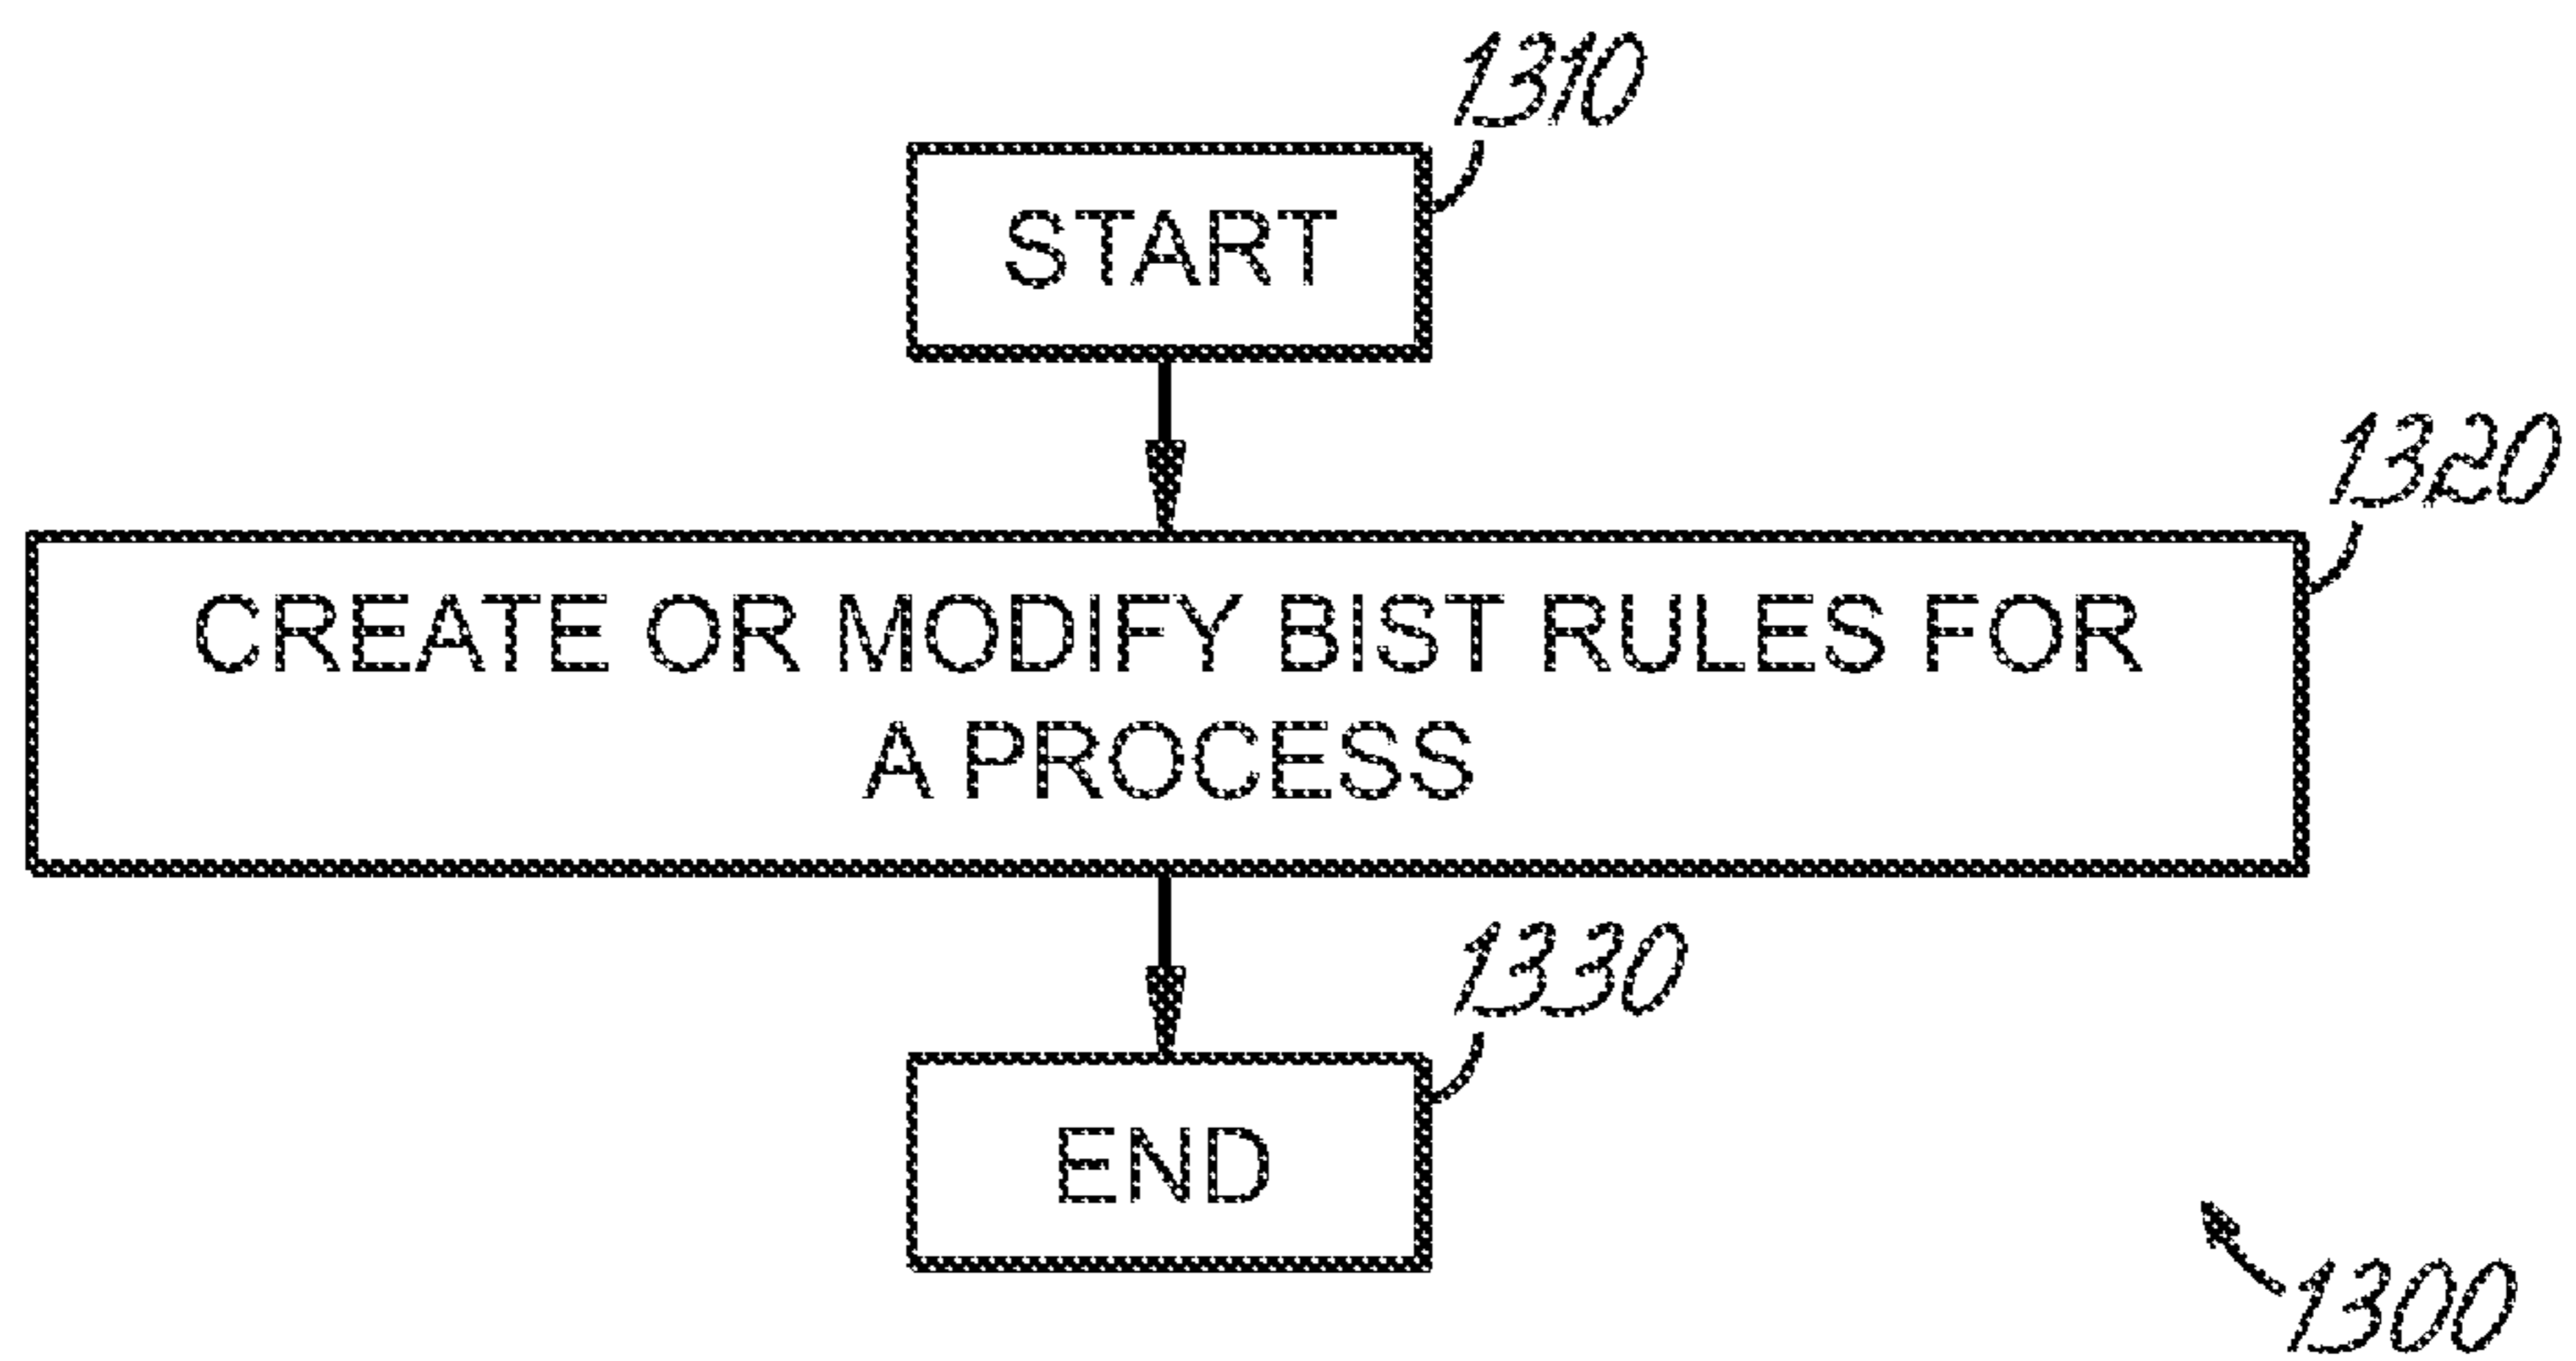 1310
START
1320
CREATE OR MODIFY BIST RULES FOR
A PROCESS
1330
END
1300